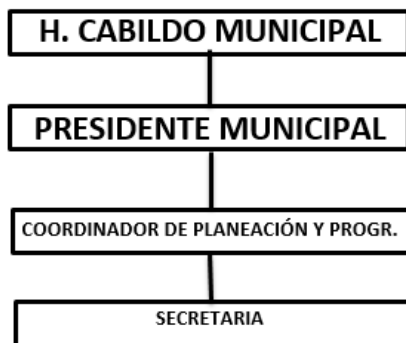 H. CABILDO MUNICIPAL
PRESIDENTE MUNICIPAL
COORDINADOR DE PLANEACIÓN Y PROGR.
SECRETARIA